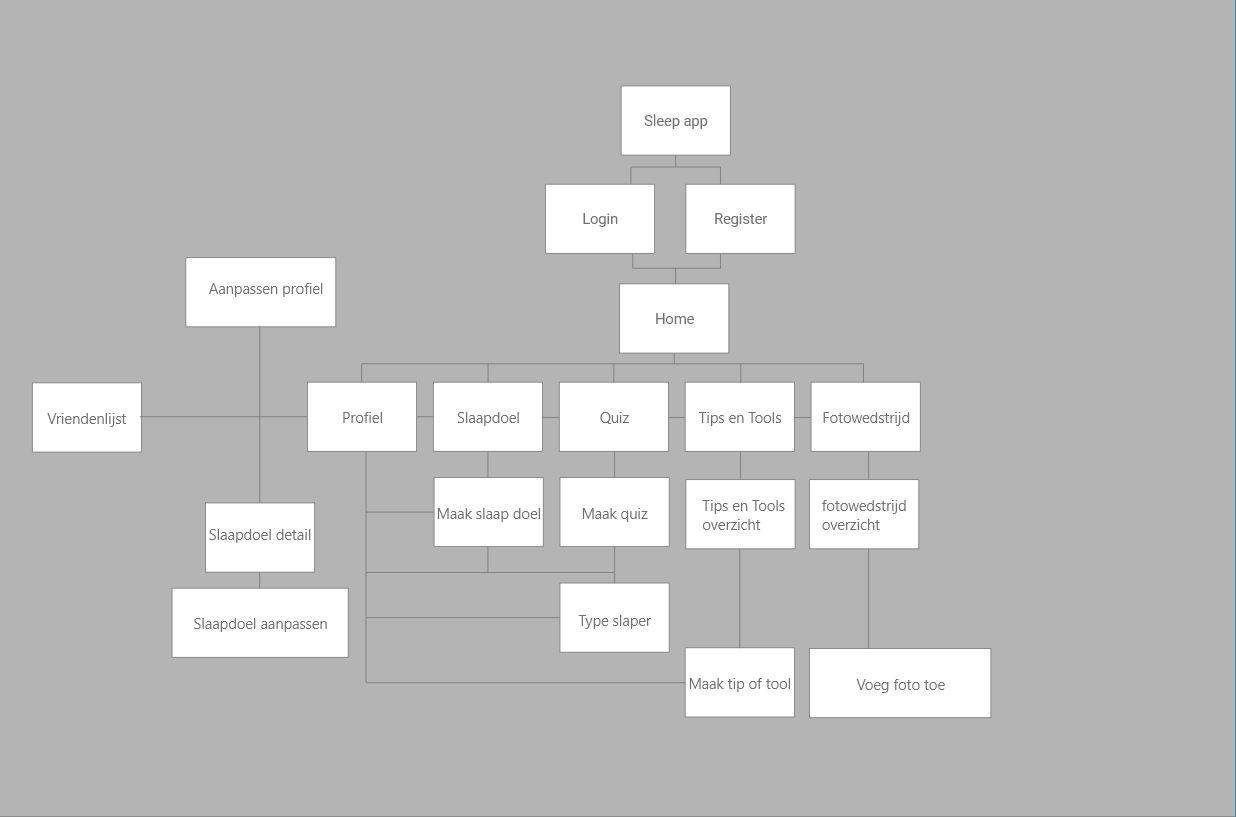 Sleep app
Login
Register
Aanpassen profiel
Home
Vriendenlijst
Profiel
Slaapdoel
Quiz
Tips en Tools
Fotowedstrijd
Maak slaap doel
Maak quiz
Tips en Tools
overzicht
fotowedstrijd
overzicht
Slaapdoel detail
Slaapdoel aanpassen
Type slaper
Maak tip of tool
Voeg foto toe